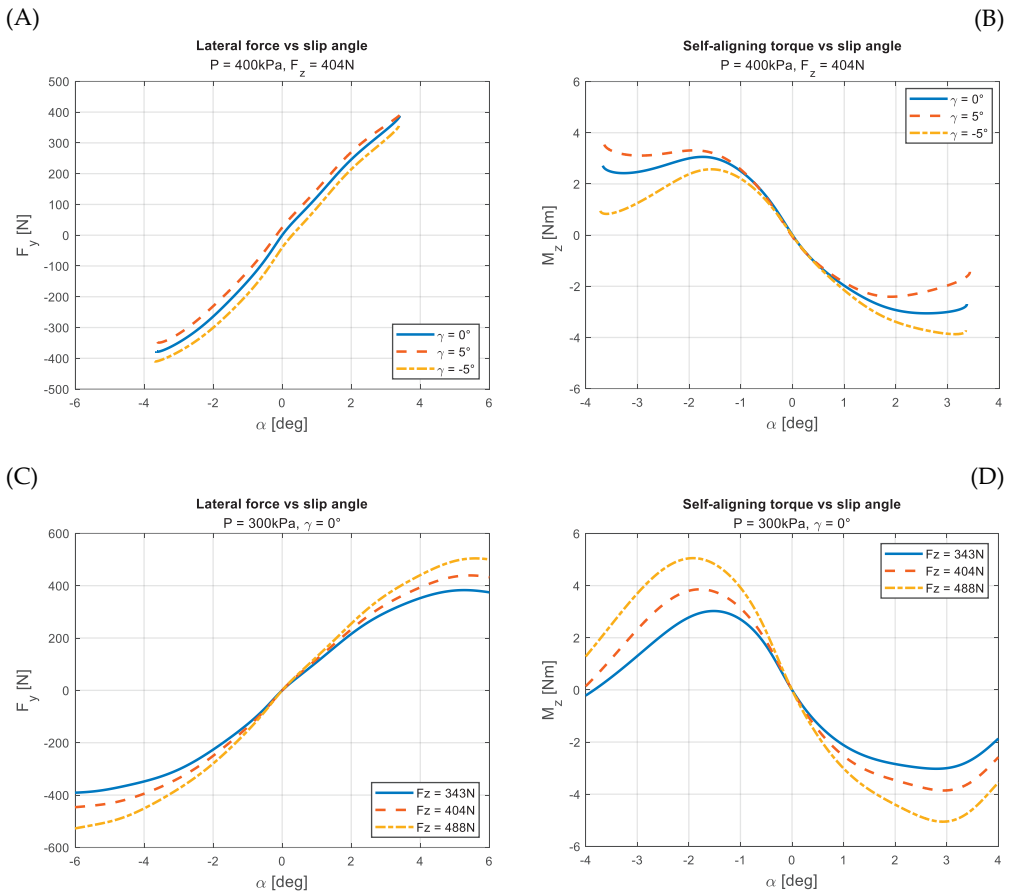 (A)
(B)
Lateral force vs slip angle
P = 400kPa, F_z = 404N
500
400
300
200
100
0
-100
-200
-300
-400
-500
F_y [N]
-6
-4
-2
0
2
4
6
α [deg]
γ = 0°
γ = 5°
γ = -5°
Self-aligning torque vs slip angle
P = 400kPa, F_z = 404N
6
4
2
0
-2
-4
-6
M_z [Nm]
-4
-3
-2
-1
0
1
2
3
4
α [deg]
γ = 0°
γ = 5°
γ = -5°
(C)
(D)
Lateral force vs slip angle
P = 300kPa, γ = 0°
600
400
200
0
-200
-400
-600
F_y [N]
-6
-4
-2
0
2
4
6
α [deg]
Fz = 343N
Fz = 404N
Fz = 488N
Self-aligning torque vs slip angle
P = 300kPa, γ = 0°
6
4
2
0
-2
-4
-6
M_z [Nm]
-4
-3
-2
-1
0
1
2
3
4
α [deg]
Fz = 343N
Fz = 404N
Fz = 488N